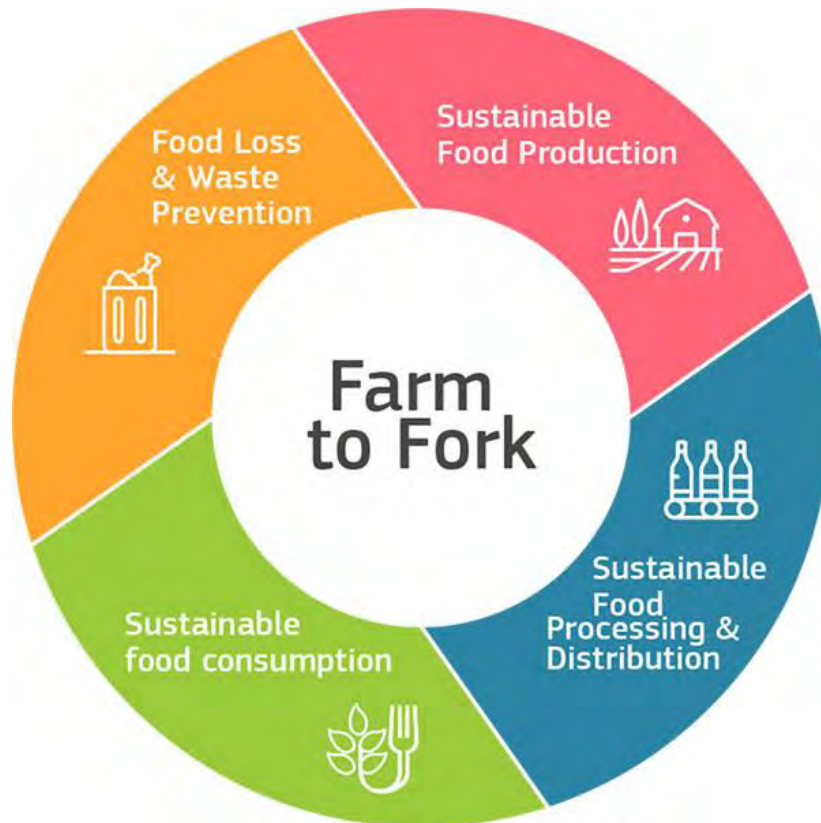 Food Loss
& Waste
Prevention
Sustainable
Food Production
Farm
to Fork
Sustainable
Food
Processing &
Distribution
Sustainable
food consumption